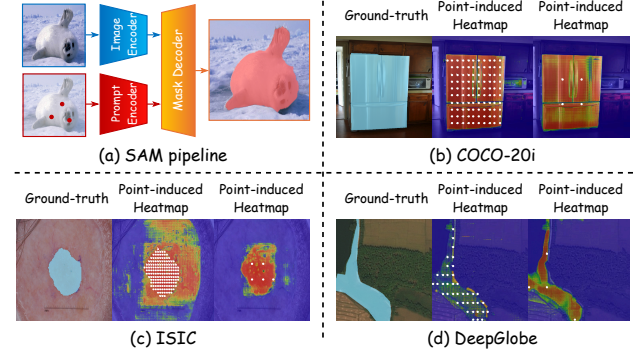 Image
Encoder
Prompt
Encoder
Mask Decoder
(a) SAM pipeline
Ground-truth
Point-induced
Heatmap
Point-induced
Heatmap
(b) COCO-20i
Ground-truth
Point-induced
Heatmap
Point-induced
Heatmap
(c) ISIC
Ground-truth
Point-induced
Heatmap
Point-induced
Heatmap
(d) DeepGlobe